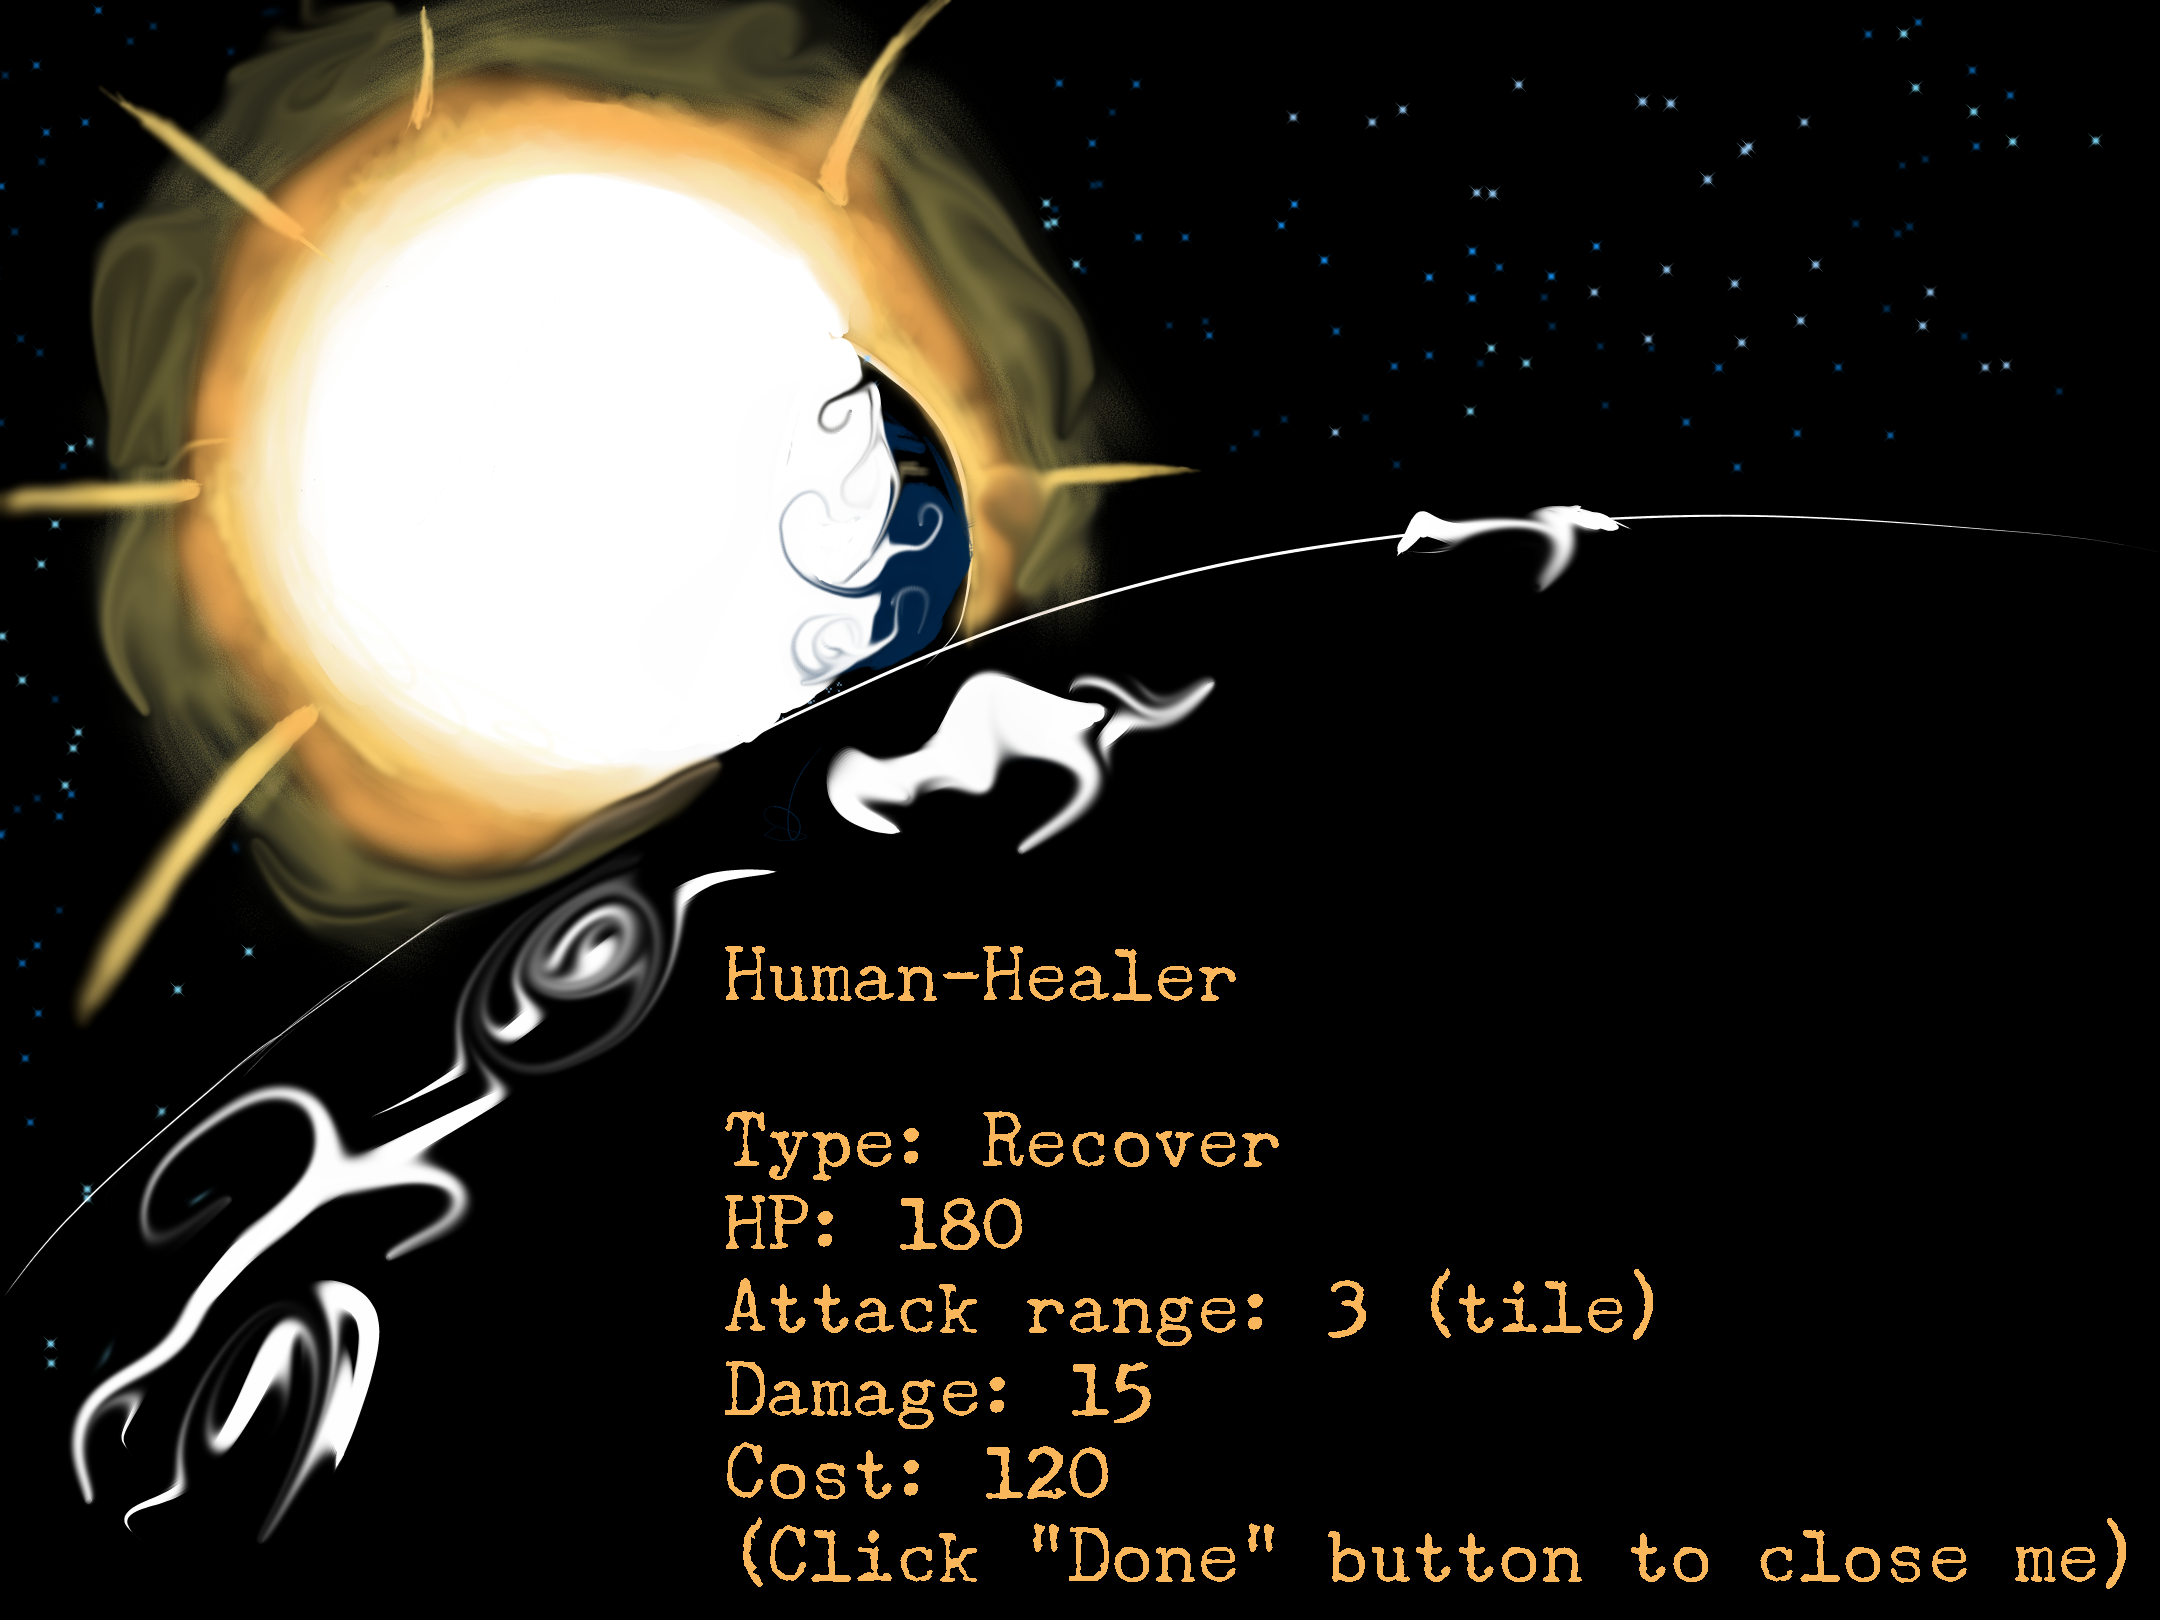 Human-Healer
Type: Recover
HP: 180
Attack range: 3 (tile)
Damage: 15
Cost: 120
(Click "Done" button to close me)